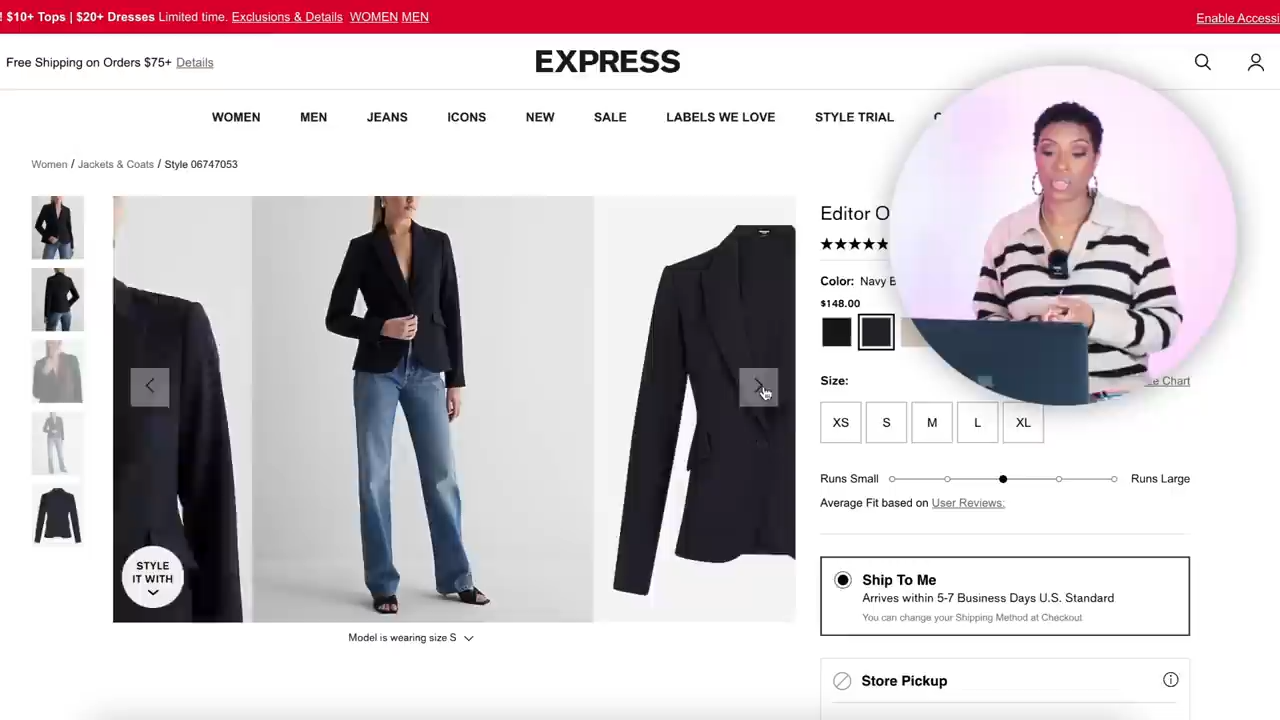 ! $10+ Tops | $20+ Dresses Limited time. Exclusions & Details WOMEN MEN
Enable Accessi
Free Shipping on Orders $75+ Details
EXPRESS
WOMEN MEN JEANS ICONS NEW SALE LABELS WE LOVE STYLE TRIAL
Women / Jackets & Coats / Style 06747053
Editor O
Color: Navy B
$148.00
Size:
Chart
XS S M L XL
Runs Small Runs Large
Average Fit based on User Reviews:
STYLE
IT WITH
Ship To Me
Arrives within 5-7 Business Days U.S. Standard
You can change your Shipping Method at Checkout
Model is wearing size S
Store Pickup